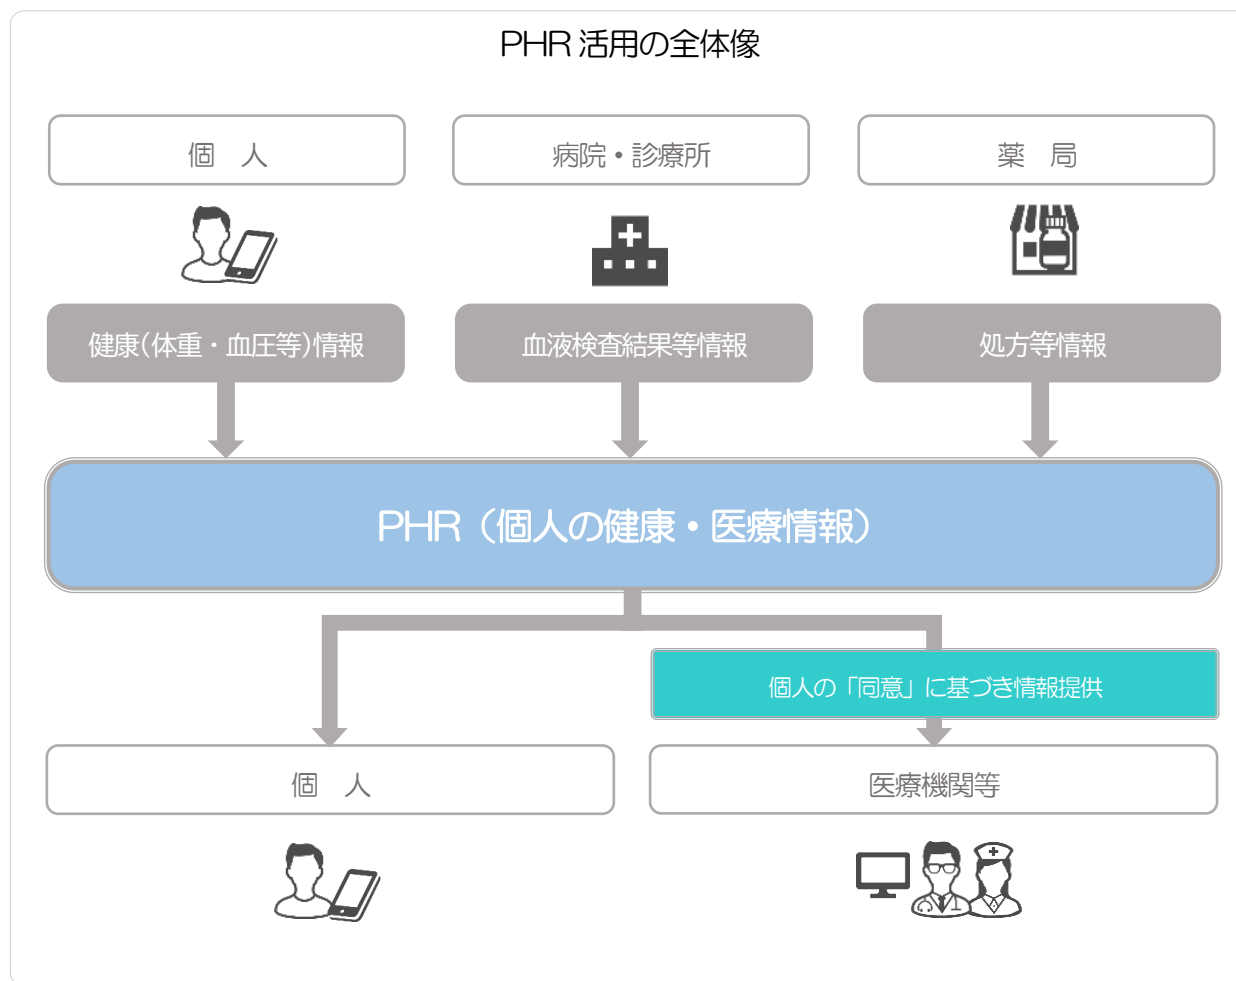 PHR 活用の全体像
個　人
病院・診療所
薬　局
健康(体重・血圧等)情報
血液検査結果等情報
処方等情報
PHR（個人の健康・医療情報）
個人の「同意」に基づき情報提供
個　人
医療機関等